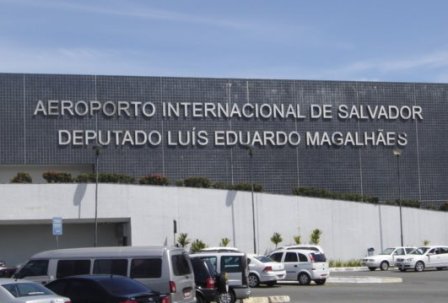 AEROPORTO INTERNACIONAL DE SALVADOR
DEPUTADO LUÍS EDUARDO MAGALHÃES